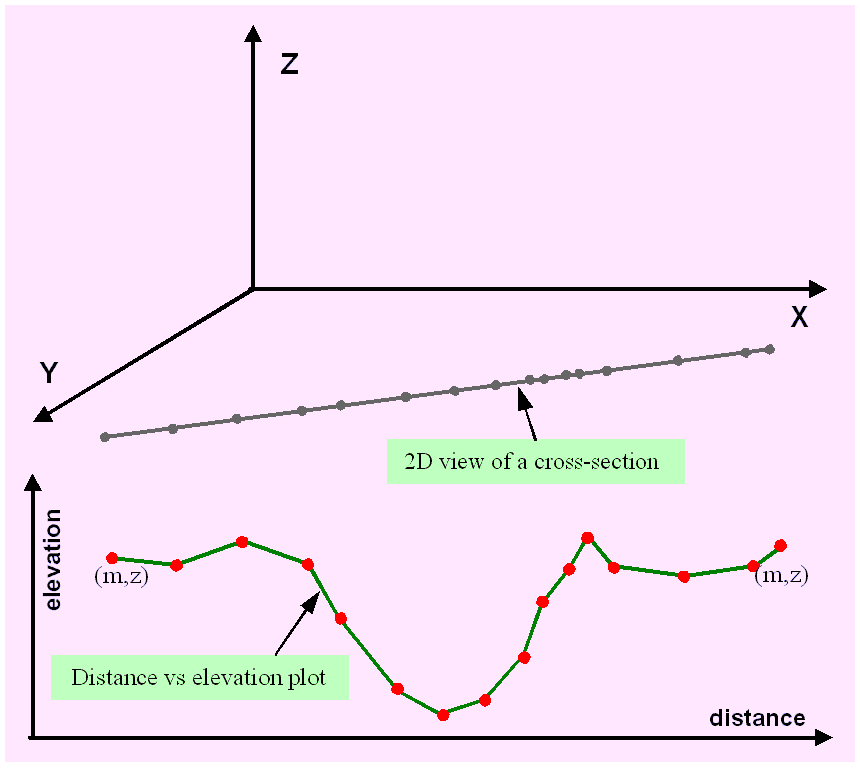 Z
X
Y
2D view of a cross-section
elevation
(m,z)
(m,z)
Distance vs elevation plot
distance